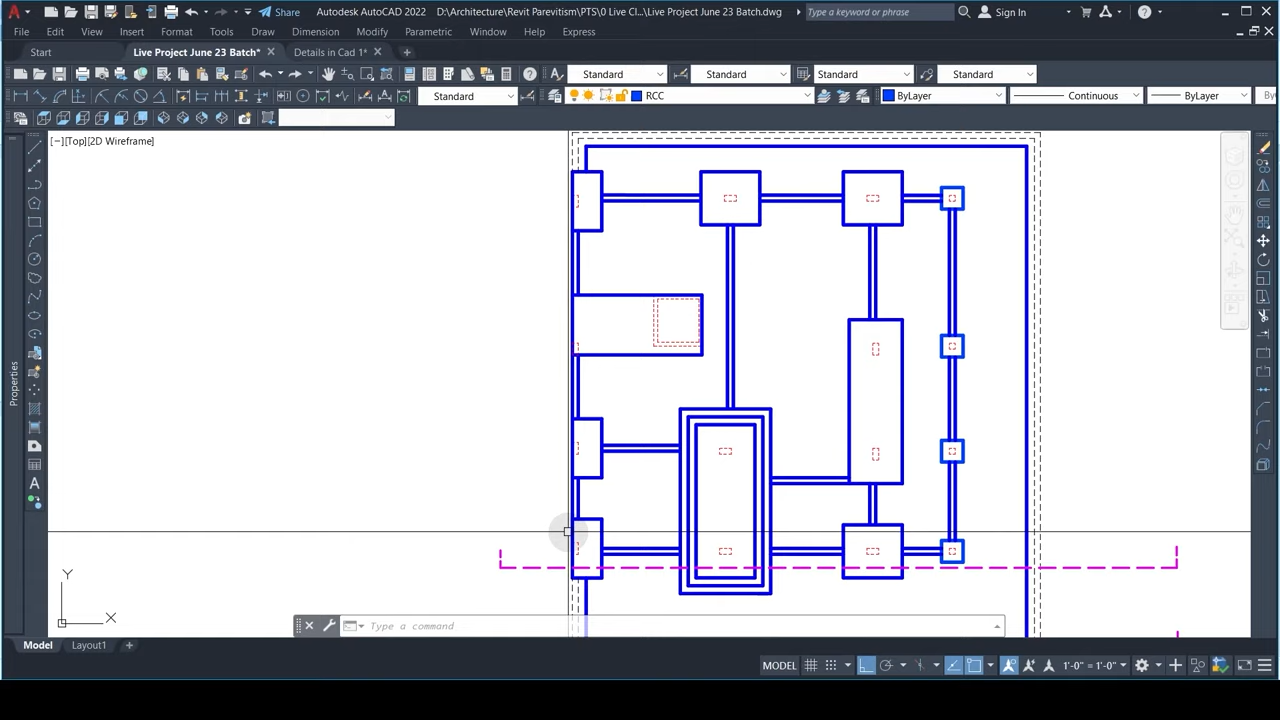 Share Autodesk AutoCAD 2022 D:\Architecture\Revit Parevitism\PTS\0 Live Cl...\Live Project June 23 Batch.dwg Type a keyword or phrase Sign In
File Edit View Insert Format Tools Draw Dimension Modify Parametric Window Help Express
Start Live Project June 23 Batch* Details in Cad 1*
Standard Standard Standard Standard
Standard RCC ByLayer Continuous ByLayer By
[−][Top][2D Wireframe]
Properties
Y
X
Type a command
Model Layout1
MODEL 1'-0" = 1'-0"